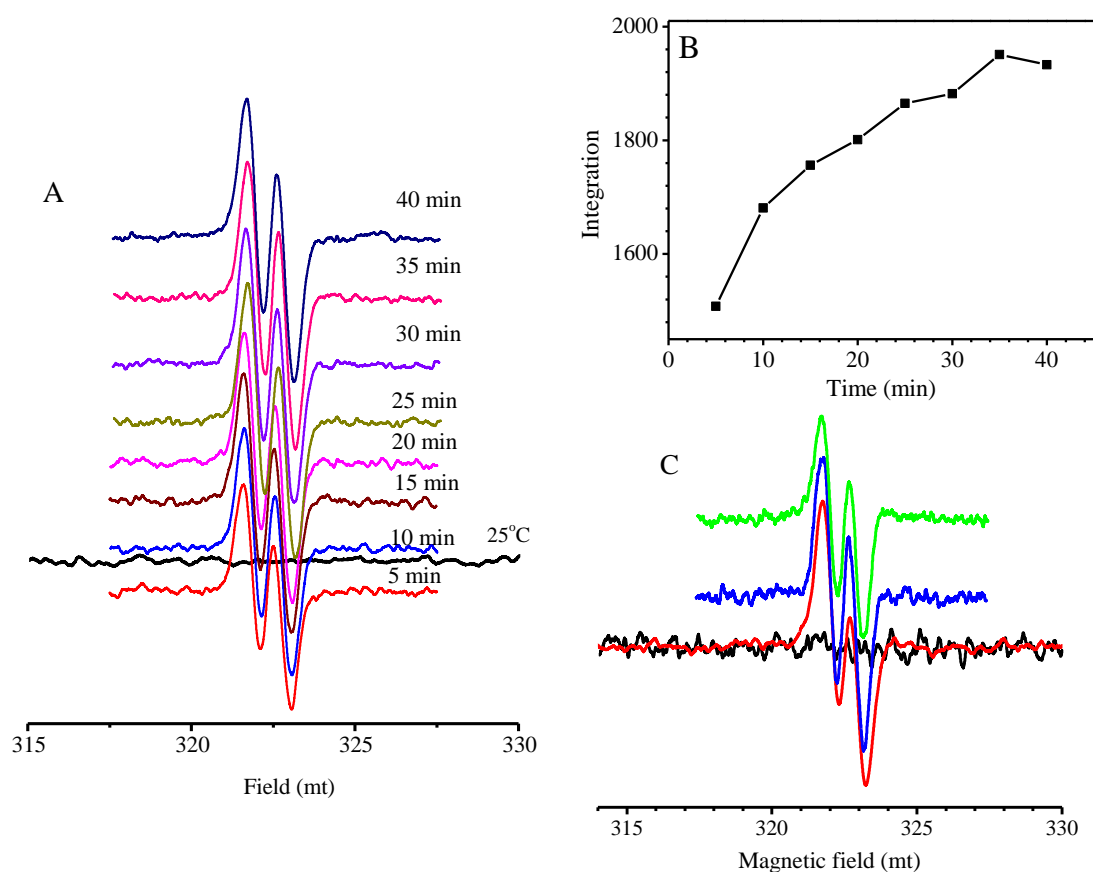 A
40 min
35 min
30 min
25 min
20 min
15 min
10 min
25°C
5 min
315 320 325 330
Field (mt)
B
2000
1800
1600
Integration
0 10 20 30 40
Time (min)
C
315 320 325 330
Magnetic field (mt)